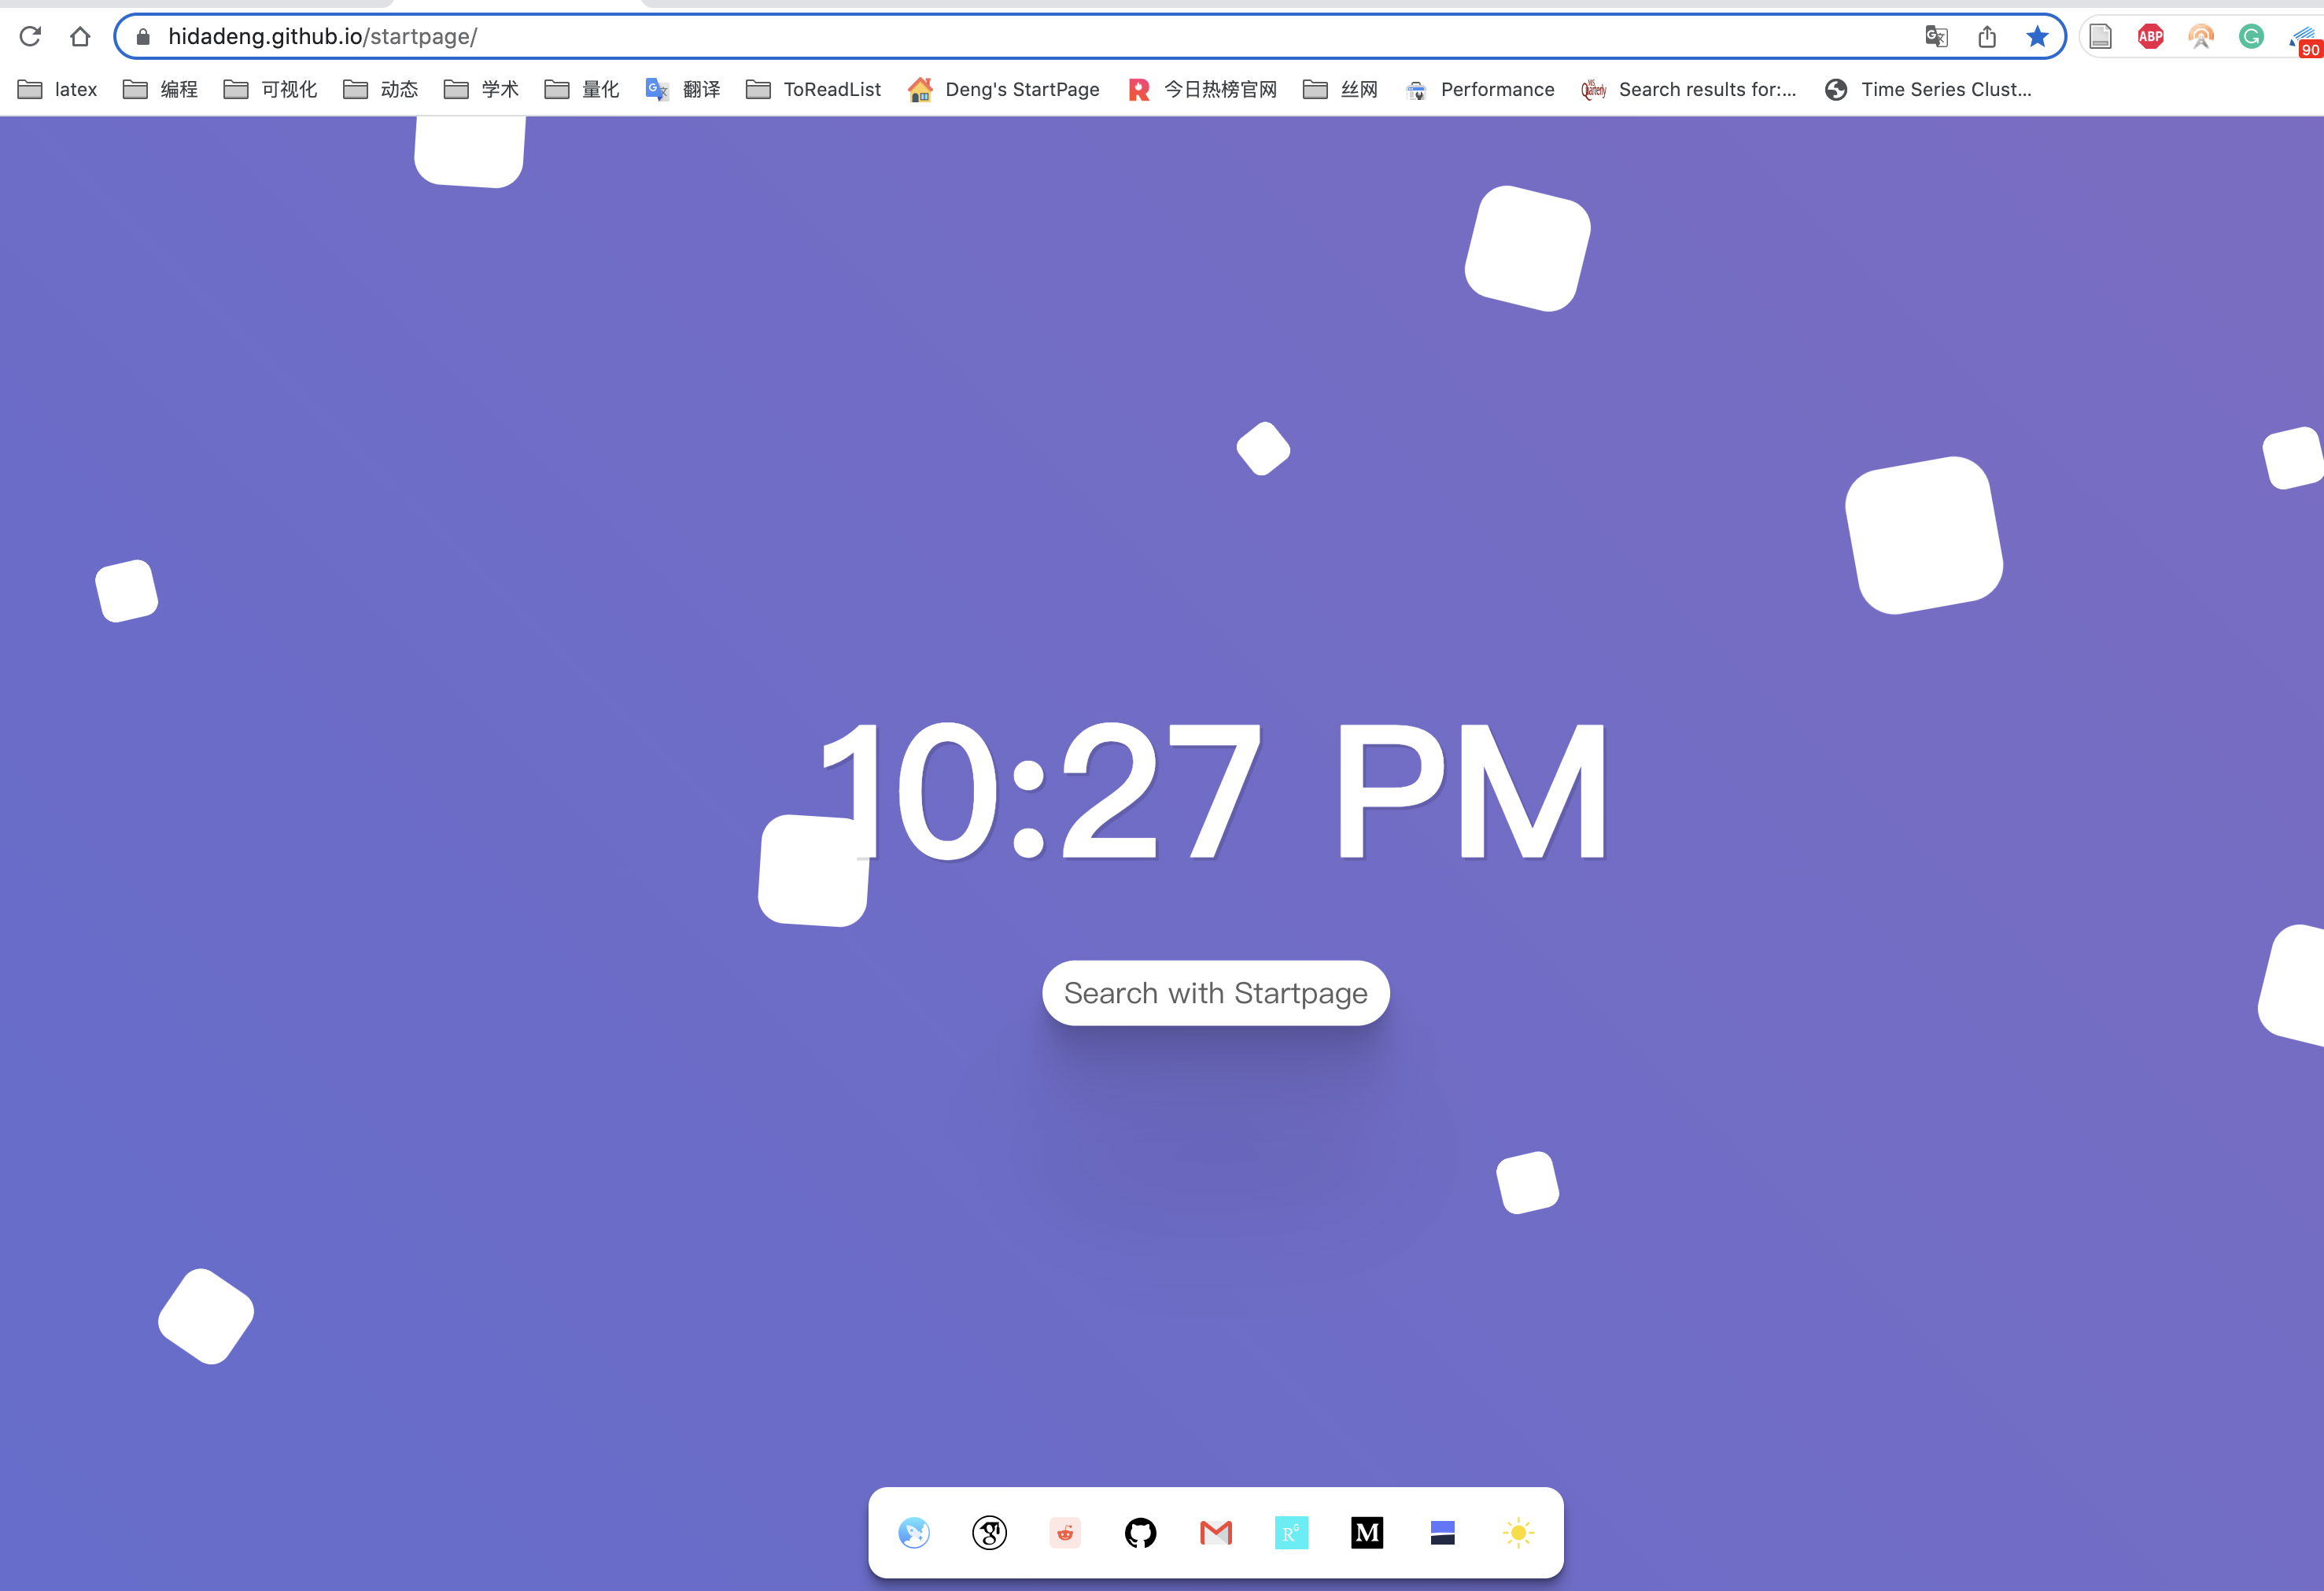 hidadeng.github.io/startpage/
ABP
90
latex 编程 可视化 动态 学术 量化 翻译 ToReadList Deng's StartPage 今日热榜官网 丝网 Performance Search results for:... Time Series Clust...
10:27 PM
Search with Startpage